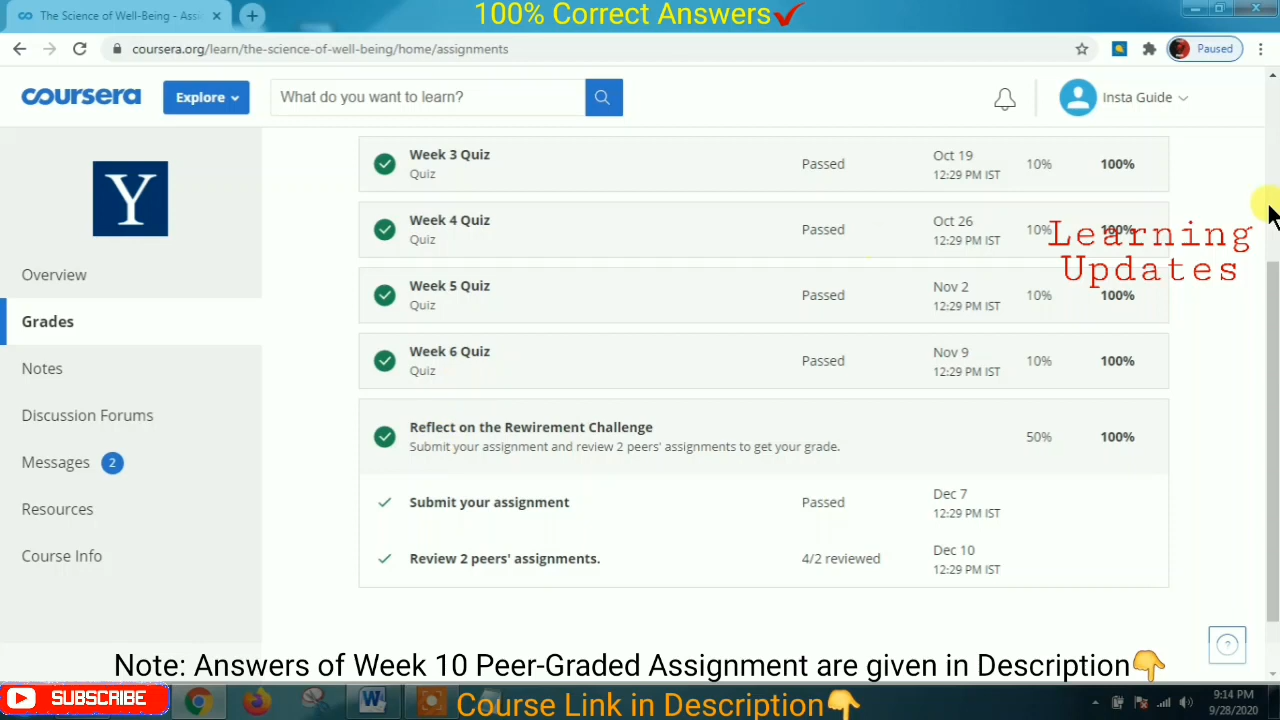 100% Correct Answers
The Science of Well-Being - Assi
coursera.org/learn/the-science-of-well-being/home/assignments
Paused
coursera
Explore
What do you want to learn?
Insta Guide
Y
Overview
Grades
Notes
Discussion Forums
Messages 2
Resources
Course Info
Week 3 Quiz
Quiz
Passed
Oct 19
12:29 PM IST
10%
100%
Week 4 Quiz
Quiz
Passed
Oct 26
12:29 PM IST
10%
100%
Learning
Updates
Week 5 Quiz
Quiz
Passed
Nov 2
12:29 PM IST
10%
100%
Week 6 Quiz
Quiz
Passed
Nov 9
12:29 PM IST
10%
100%
Reflect on the Rewirement Challenge
Submit your assignment and review 2 peers' assignments to get your grade.
50%
100%
Submit your assignment
Passed
Dec 7
12:29 PM IST
Review 2 peers' assignments.
4/2 reviewed
Dec 10
12:29 PM IST
Note: Answers of Week 10 Peer-Graded Assignment are given in Description
SUBSCRIBE
Course Link in Description
9:14 PM
9/28/2020